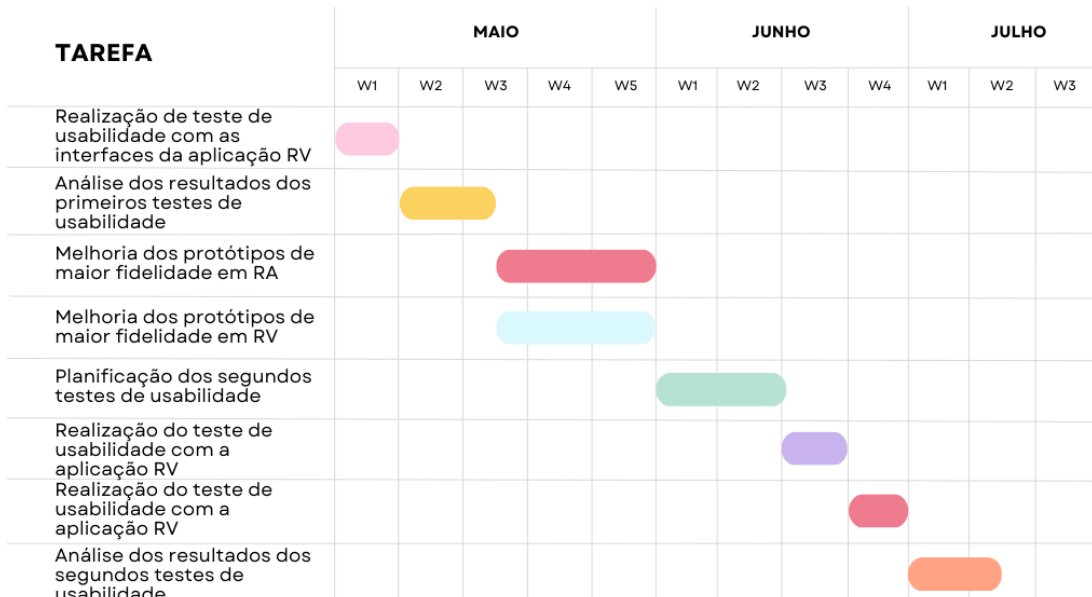 TAREFA
MAIO
JUNHO
JULHO
W1 W2 W3 W4 W5 W1 W2 W3 W4 W1 W2 W3
Realização de teste de
usabilidade com as
interfaces da aplicação RV
Análise dos resultados dos
primeiros testes de
usabilidade
Melhoria dos protótipos de
maior fidelidade em RA
Melhoria dos protótipos de
maior fidelidade em RV
Planificação dos segundos
testes de usabilidade
Realização do teste de
usabilidade com a
aplicação RV
Realização do teste de
usabilidade com a
aplicação RV
Análise dos resultados dos
segundos testes de
usabilidade